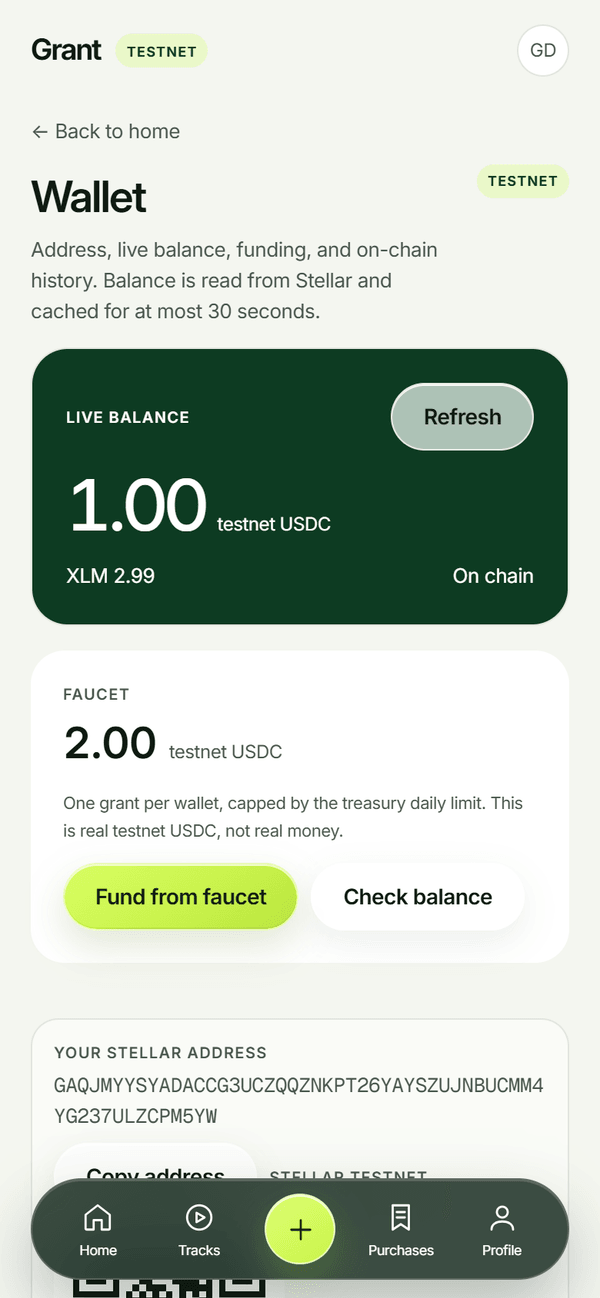 Grant TESTNET GD
← Back to home
Wallet TESTNET
Address, live balance, funding, and on-chain
history. Balance is read from Stellar and
cached for at most 30 seconds.
LIVE BALANCE Refresh
1.00 testnet USDC
XLM 2.99 On chain
FAUCET
2.00 testnet USDC
One grant per wallet, capped by the treasury daily limit. This
is real testnet USDC, not real money.
Fund from faucet Check balance
YOUR STELLAR ADDRESS
GAQJMYYSYADACCG3UCZQQZNKPT26YAYSZUJNBUCMM4
YG237ULZCPM5YW
Copy address STELLAR TESTNET
Home Tracks + Purchases Profile